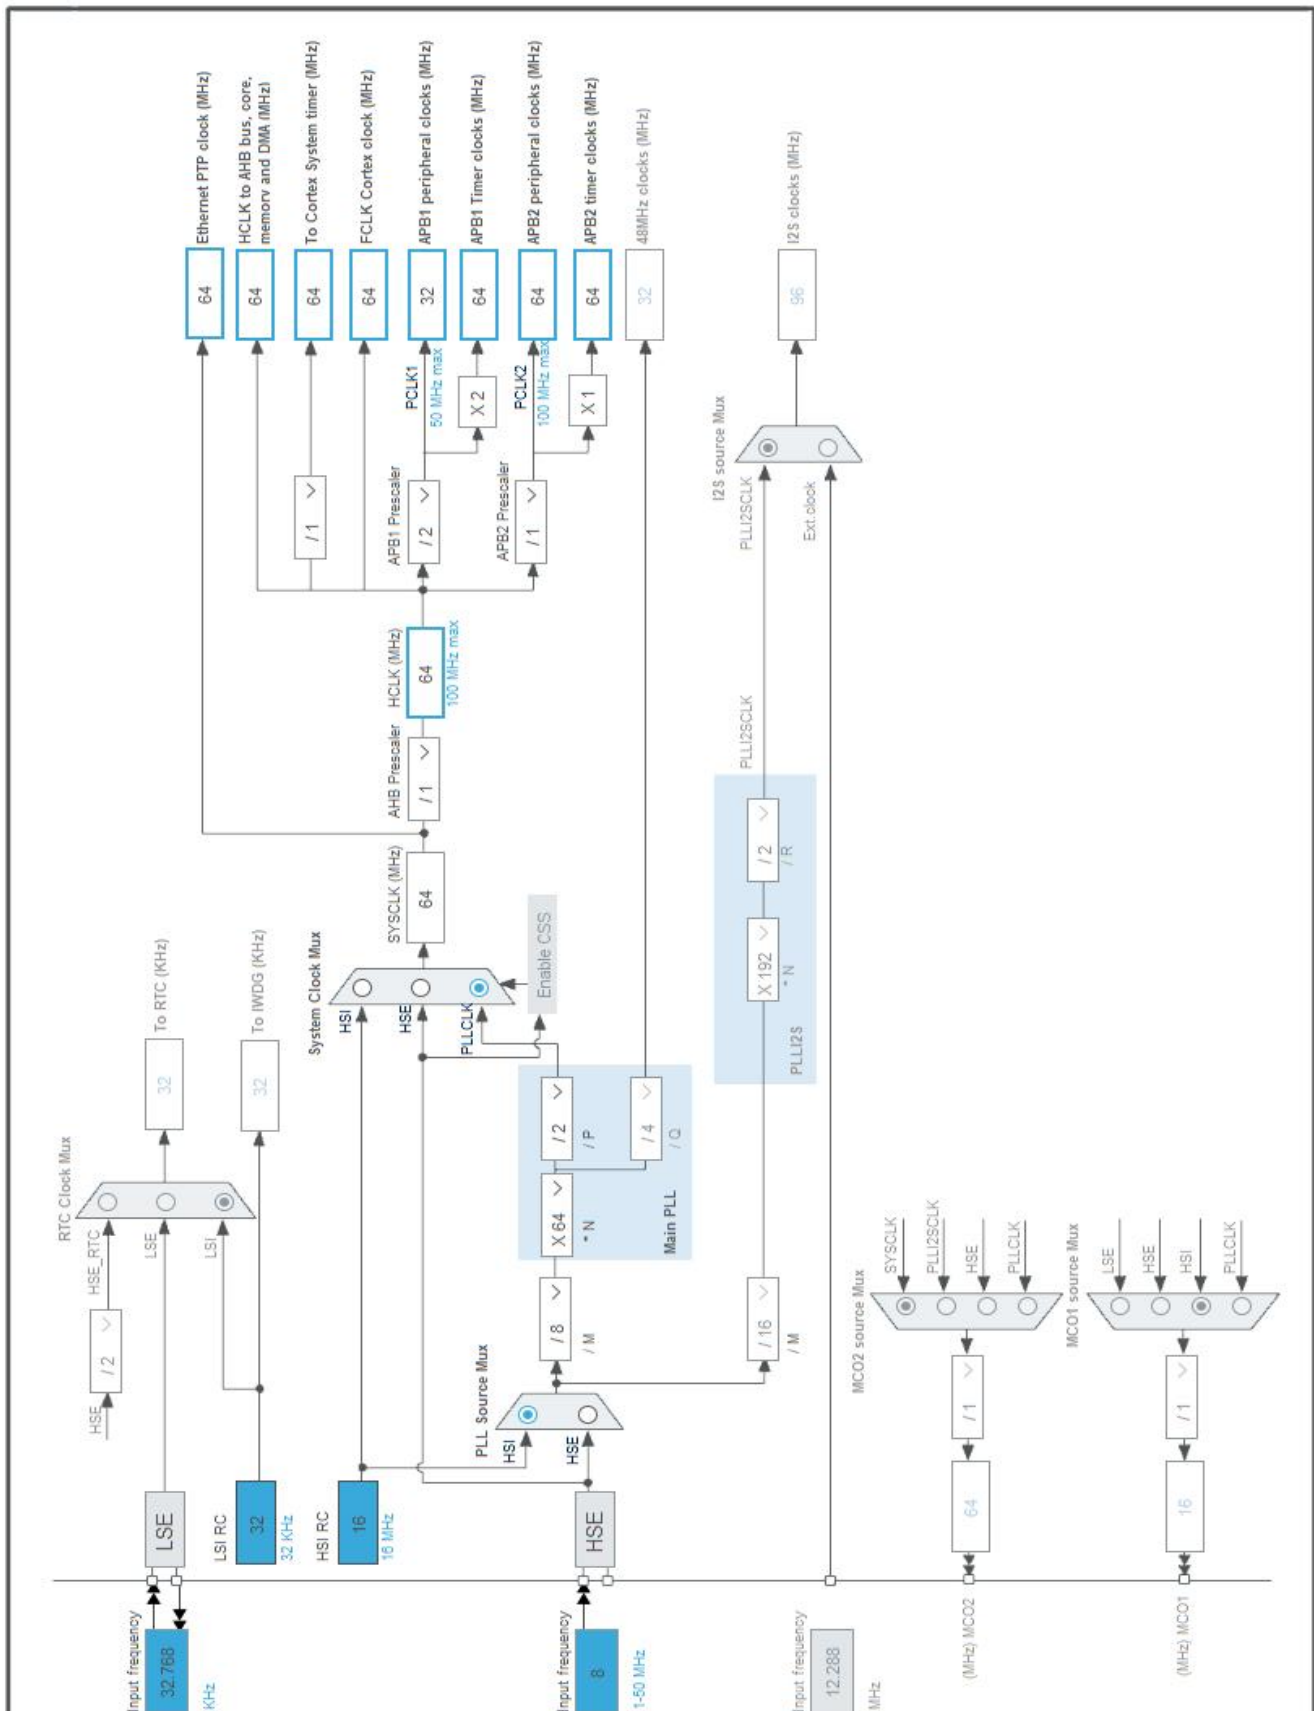 Input frequency
32.768
KHz
LSE
HSE
/ 2
HSE_RTC
LSE
LSI
RTC Clock Mux
32
To RTC (KHz)
LSI RC
32
32 KHz
32
To IWDG (KHz)
HSI RC
16
16 MHz
System Clock Mux
HSI
HSE
PLLCLK
Enable CSS
SYSCLK (MHz)
64
AHB Prescaler
/ 1
HCLK (MHz)
64
100 MHz max
64
Ethernet PTP clock (MHz)
64
HCLK to AHB bus, core,
memory and DMA (MHz)
/ 1
64
To Cortex System timer (MHz)
64
FCLK Cortex clock (MHz)
APB1 Prescaler
/ 2
PCLK1
50 MHz max
32
APB1 peripheral clocks (MHz)
X 2
64
APB1 Timer clocks (MHz)
APB2 Prescaler
/ 1
PCLK2
100 MHz max
64
APB2 peripheral clocks (MHz)
X 1
64
APB2 timer clocks (MHz)
32
48MHz clocks (MHz)
Input frequency
8
1-50 MHz
HSE
PLL Source Mux
HSI
HSE
/ 8
/ M
X 64
* N
/ 2
/ P
/ 4
/ Q
Main PLL
/ 16
/ M
X 192
* N
/ 2
/ R
PLLI2S
PLLI2SCLK
PLLI2SCLK
I2S source Mux
Ext.clock
96
I2S clocks (MHz)
Input frequency
12.288
MHz
MCO2 source Mux
SYSCLK
PLLI2SCLK
HSE
PLLCLK
/ 1
64
(MHz) MCO2
MCO1 source Mux
LSE
HSE
HSI
PLLCLK
/ 1
16
(MHz) MCO1